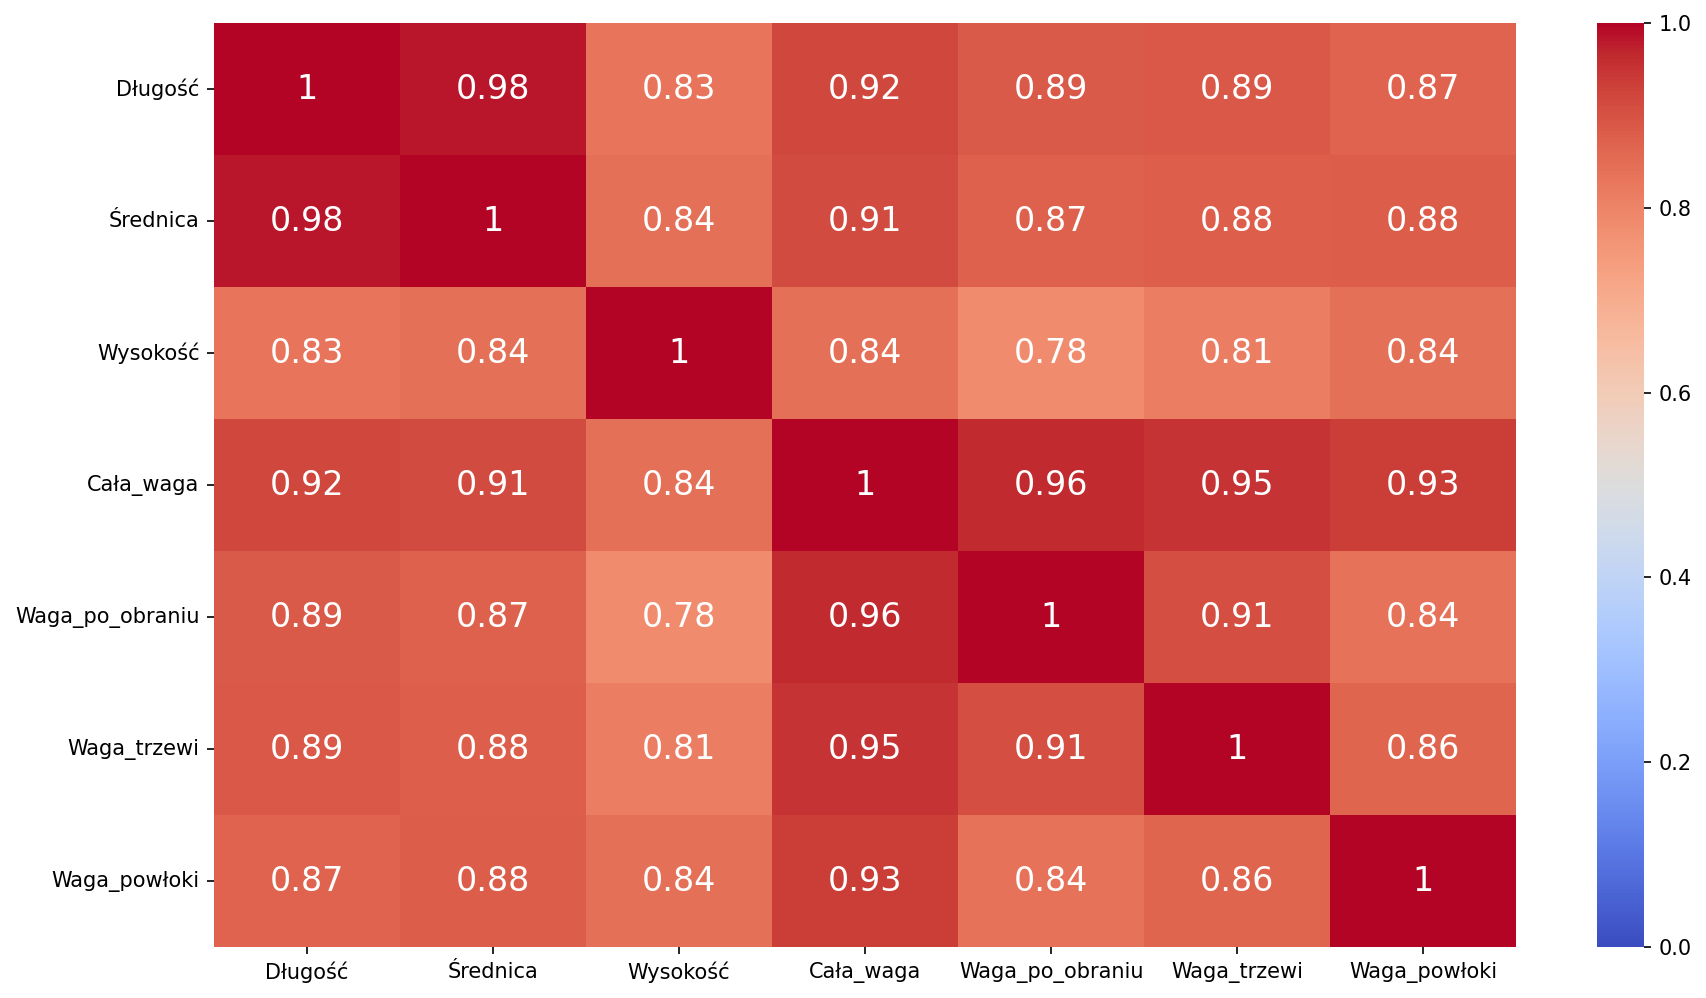 Długość 1 0.98 0.83 0.92 0.89 0.89 0.87
Średnica 0.98 1 0.84 0.91 0.87 0.88 0.88
Wysokość 0.83 0.84 1 0.84 0.78 0.81 0.84
Cała_waga 0.92 0.91 0.84 1 0.96 0.95 0.93
Waga_po_obraniu 0.89 0.87 0.78 0.96 1 0.91 0.84
Waga_trzewi 0.89 0.88 0.81 0.95 0.91 1 0.86
Waga_powłoki 0.87 0.88 0.84 0.93 0.84 0.86 1
Długość Średnica Wysokość Cała_waga Waga_po_obraniu Waga_trzewi Waga_powłoki
1.0
0.8
0.6
0.4
0.2
0.0